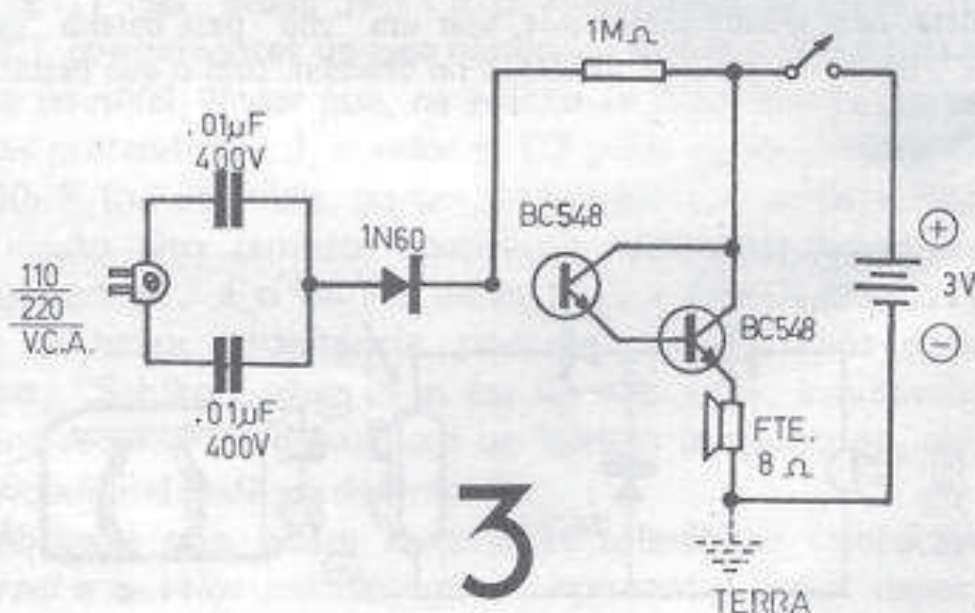 1MΩ
.01µF
400V
BC548
1N60
110
220
V.C.A.
+
3V
BC548
−
.01µF
400V
FTE.
8 Ω
3
TERRA